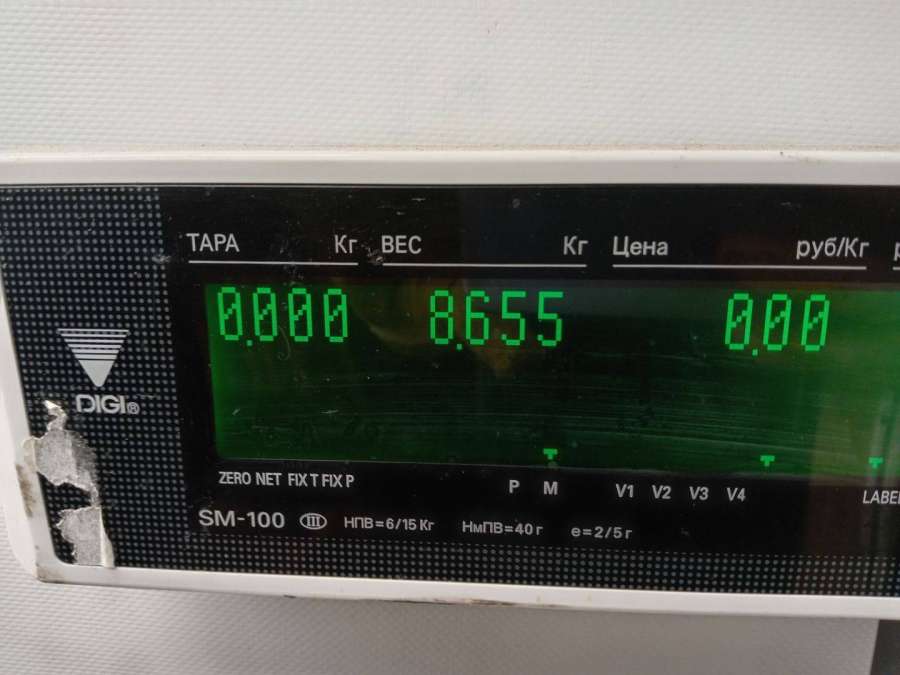 ТАРА Кг ВЕС Кг Цена руб/Кг
0.000 8.655 0.00
DIGI®
ZERO NET FIX T FIX P P M V1 V2 V3 V4
SM-100 III НПВ=6/15 Кг НмПВ=40 г e=2/5 г